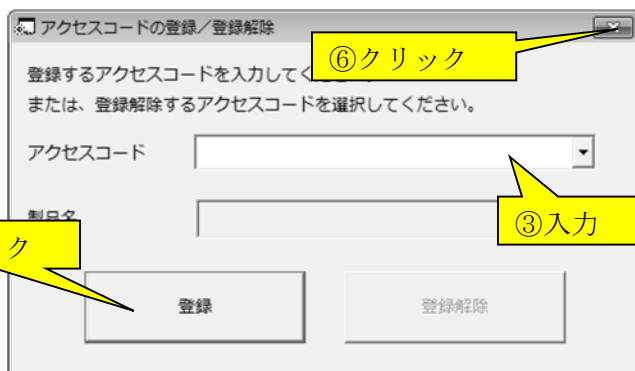 アクセスコードの登録／登録解除
⑥クリック
登録するアクセスコードを入力してく
または、登録解除するアクセスコードを選択してください。
アクセスコード
③入力
製品名
ック
登録
登録解除